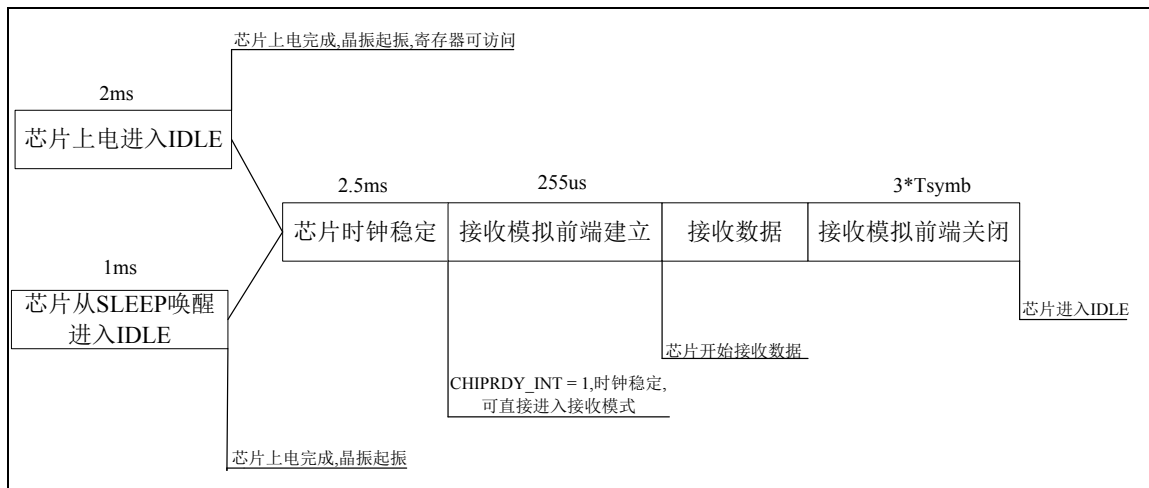 芯片上电完成,晶振起振,寄存器可访问
2ms
芯片上电进入IDLE
2.5ms
255us
3*Tsymb
芯片时钟稳定
接收模拟前端建立
接收数据
接收模拟前端关闭
1ms
芯片从SLEEP唤醒
进入IDLE
芯片进入IDLE
芯片开始接收数据
CHIPRDY_INT = 1,时钟稳定,
可直接进入接收模式
芯片上电完成,晶振起振